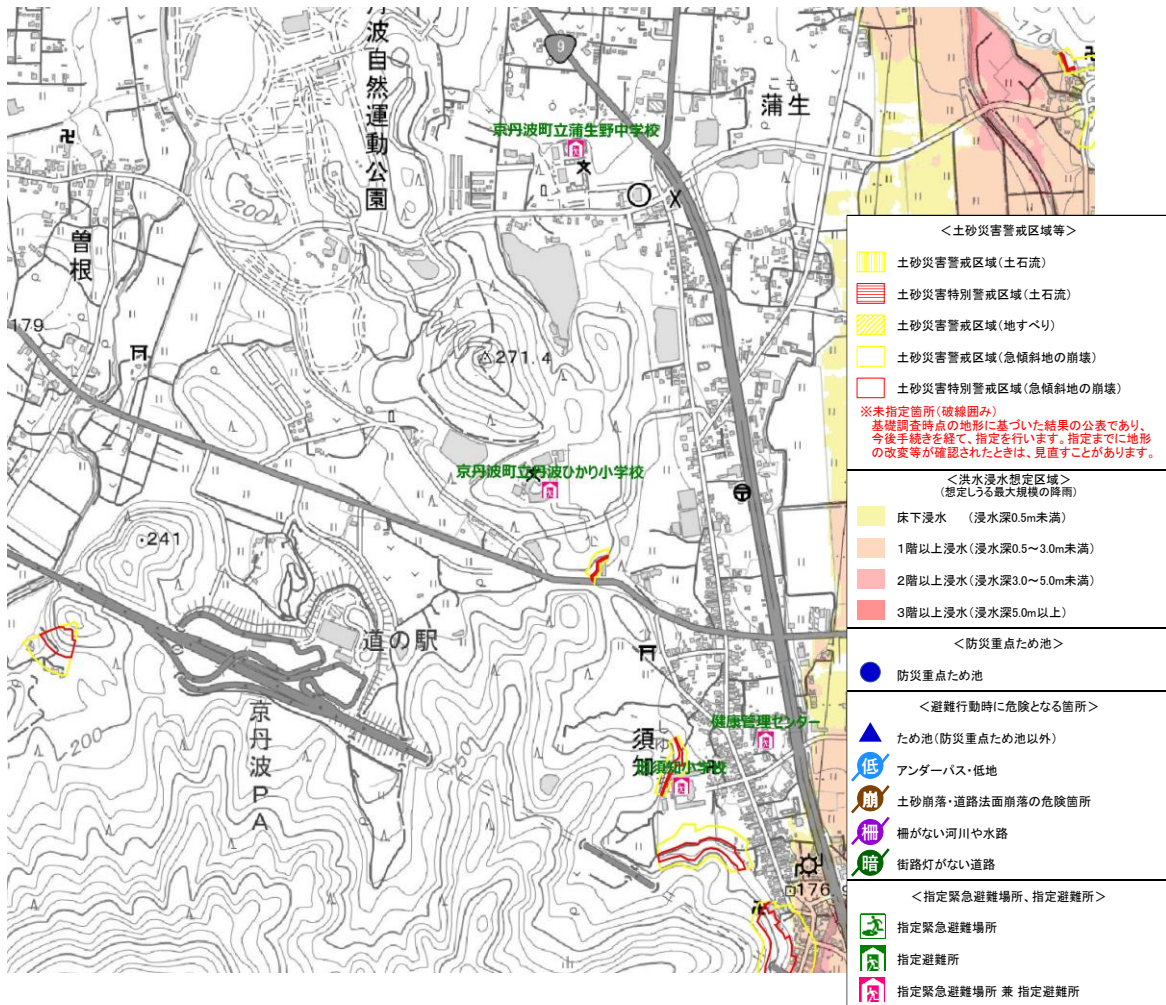 丹波自然運動公園
9
こも
蒲生
170
京丹波町立蒲生野中学校
200
曽根
179
271.4
京丹波町立丹波ひかり小学校
241
道の駅
京丹波PA
200
須知
健康管理センター
旧須知小学校
176.9
<土砂災害警戒区域等>
土砂災害警戒区域(土石流)
土砂災害特別警戒区域(土石流)
土砂災害警戒区域(地すべり)
土砂災害警戒区域(急傾斜地の崩壊)
土砂災害特別警戒区域(急傾斜地の崩壊)
※未指定箇所(破線囲み)
基礎調査時点の地形に基づいた結果の公表であり、
今後手続きを経て、指定を行います。指定までに地形
の改変等が確認されたときは、見直すことがあります。
<洪水浸水想定区域>
(想定しうる最大規模の降雨)
床下浸水 (浸水深0.5m未満)
1階以上浸水(浸水深0.5～3.0m未満)
2階以上浸水(浸水深3.0～5.0m未満)
3階以上浸水(浸水深5.0m以上)
<防災重点ため池>
防災重点ため池
<避難行動時に危険となる箇所>
ため池(防災重点ため池以外)
低 アンダーパス・低地
崩 土砂崩落・道路法面崩落の危険箇所
柵 柵がない河川や水路
暗 街路灯がない道路
<指定緊急避難場所、指定避難所>
指定緊急避難場所
指定避難所
指定緊急避難場所 兼 指定避難所